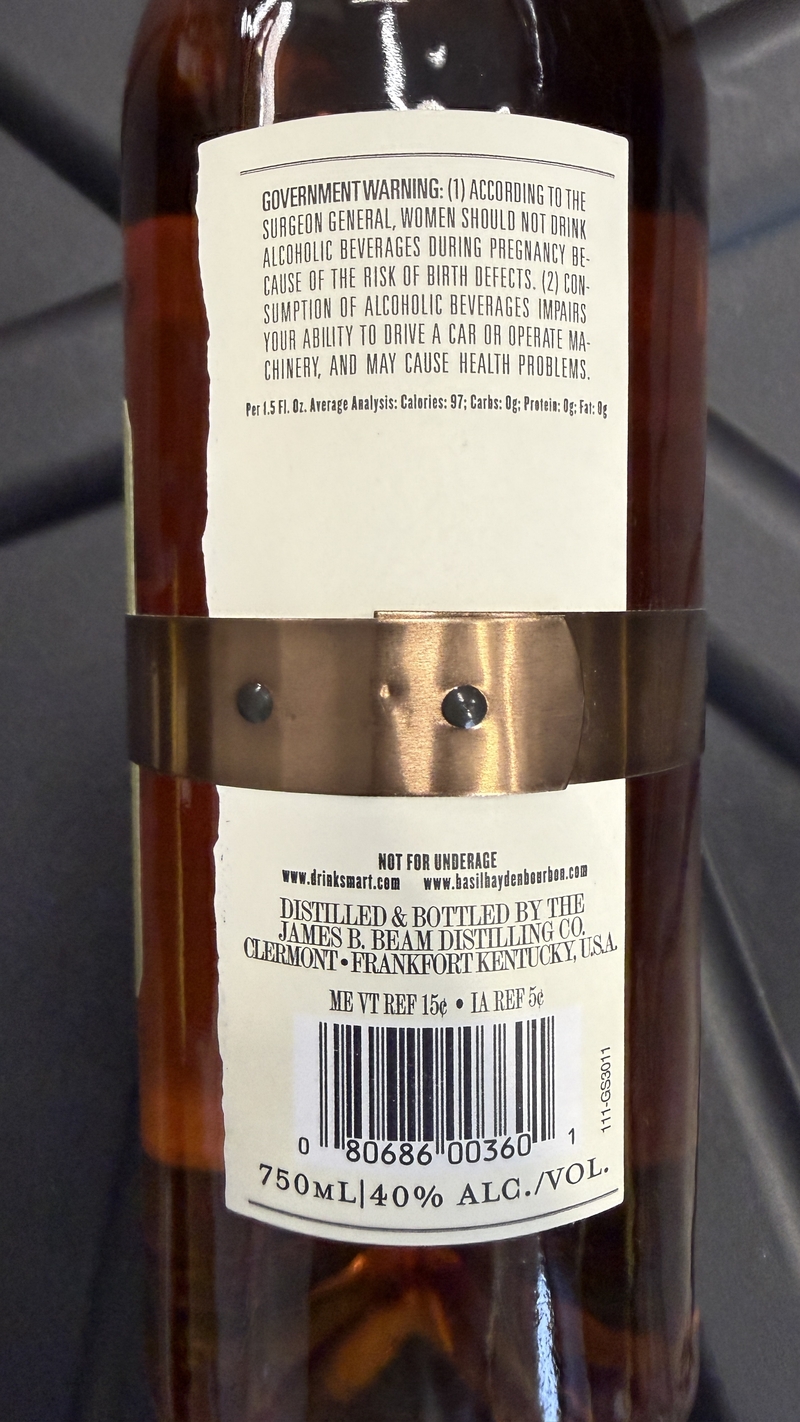 GOVERNMENT WARNING: (1) ACCORDING TO THE
SURGEON GENERAL, WOMEN SHOULD NOT DRINK
ALCOHOLIC BEVERAGES DURING PREGNANCY BE-
CAUSE OF THE RISK OF BIRTH DEFECTS. (2) CON-
SUMPTION OF ALCOHOLIC BEVERAGES IMPAIRS
YOUR ABILITY TO DRIVE A CAR OR OPERATE MA-
CHINERY, AND MAY CAUSE HEALTH PROBLEMS.
Per 1.5 Fl. Oz. Average Analysis: Calories: 97; Carbs: 0g; Protein: 0g; Fat: 0g
NOT FOR UNDERAGE
www.drinksmart.com www.basilhaydenbourbon.com
DISTILLED & BOTTLED BY THE
JAMES B. BEAM DISTILLING CO.
CLERMONT • FRANKFORT KENTUCKY, U.S.A.
ME VT REF 15¢ • IA REF 5¢
111-GS3011
0 80686 00360 1
750ML|40% ALC./VOL.